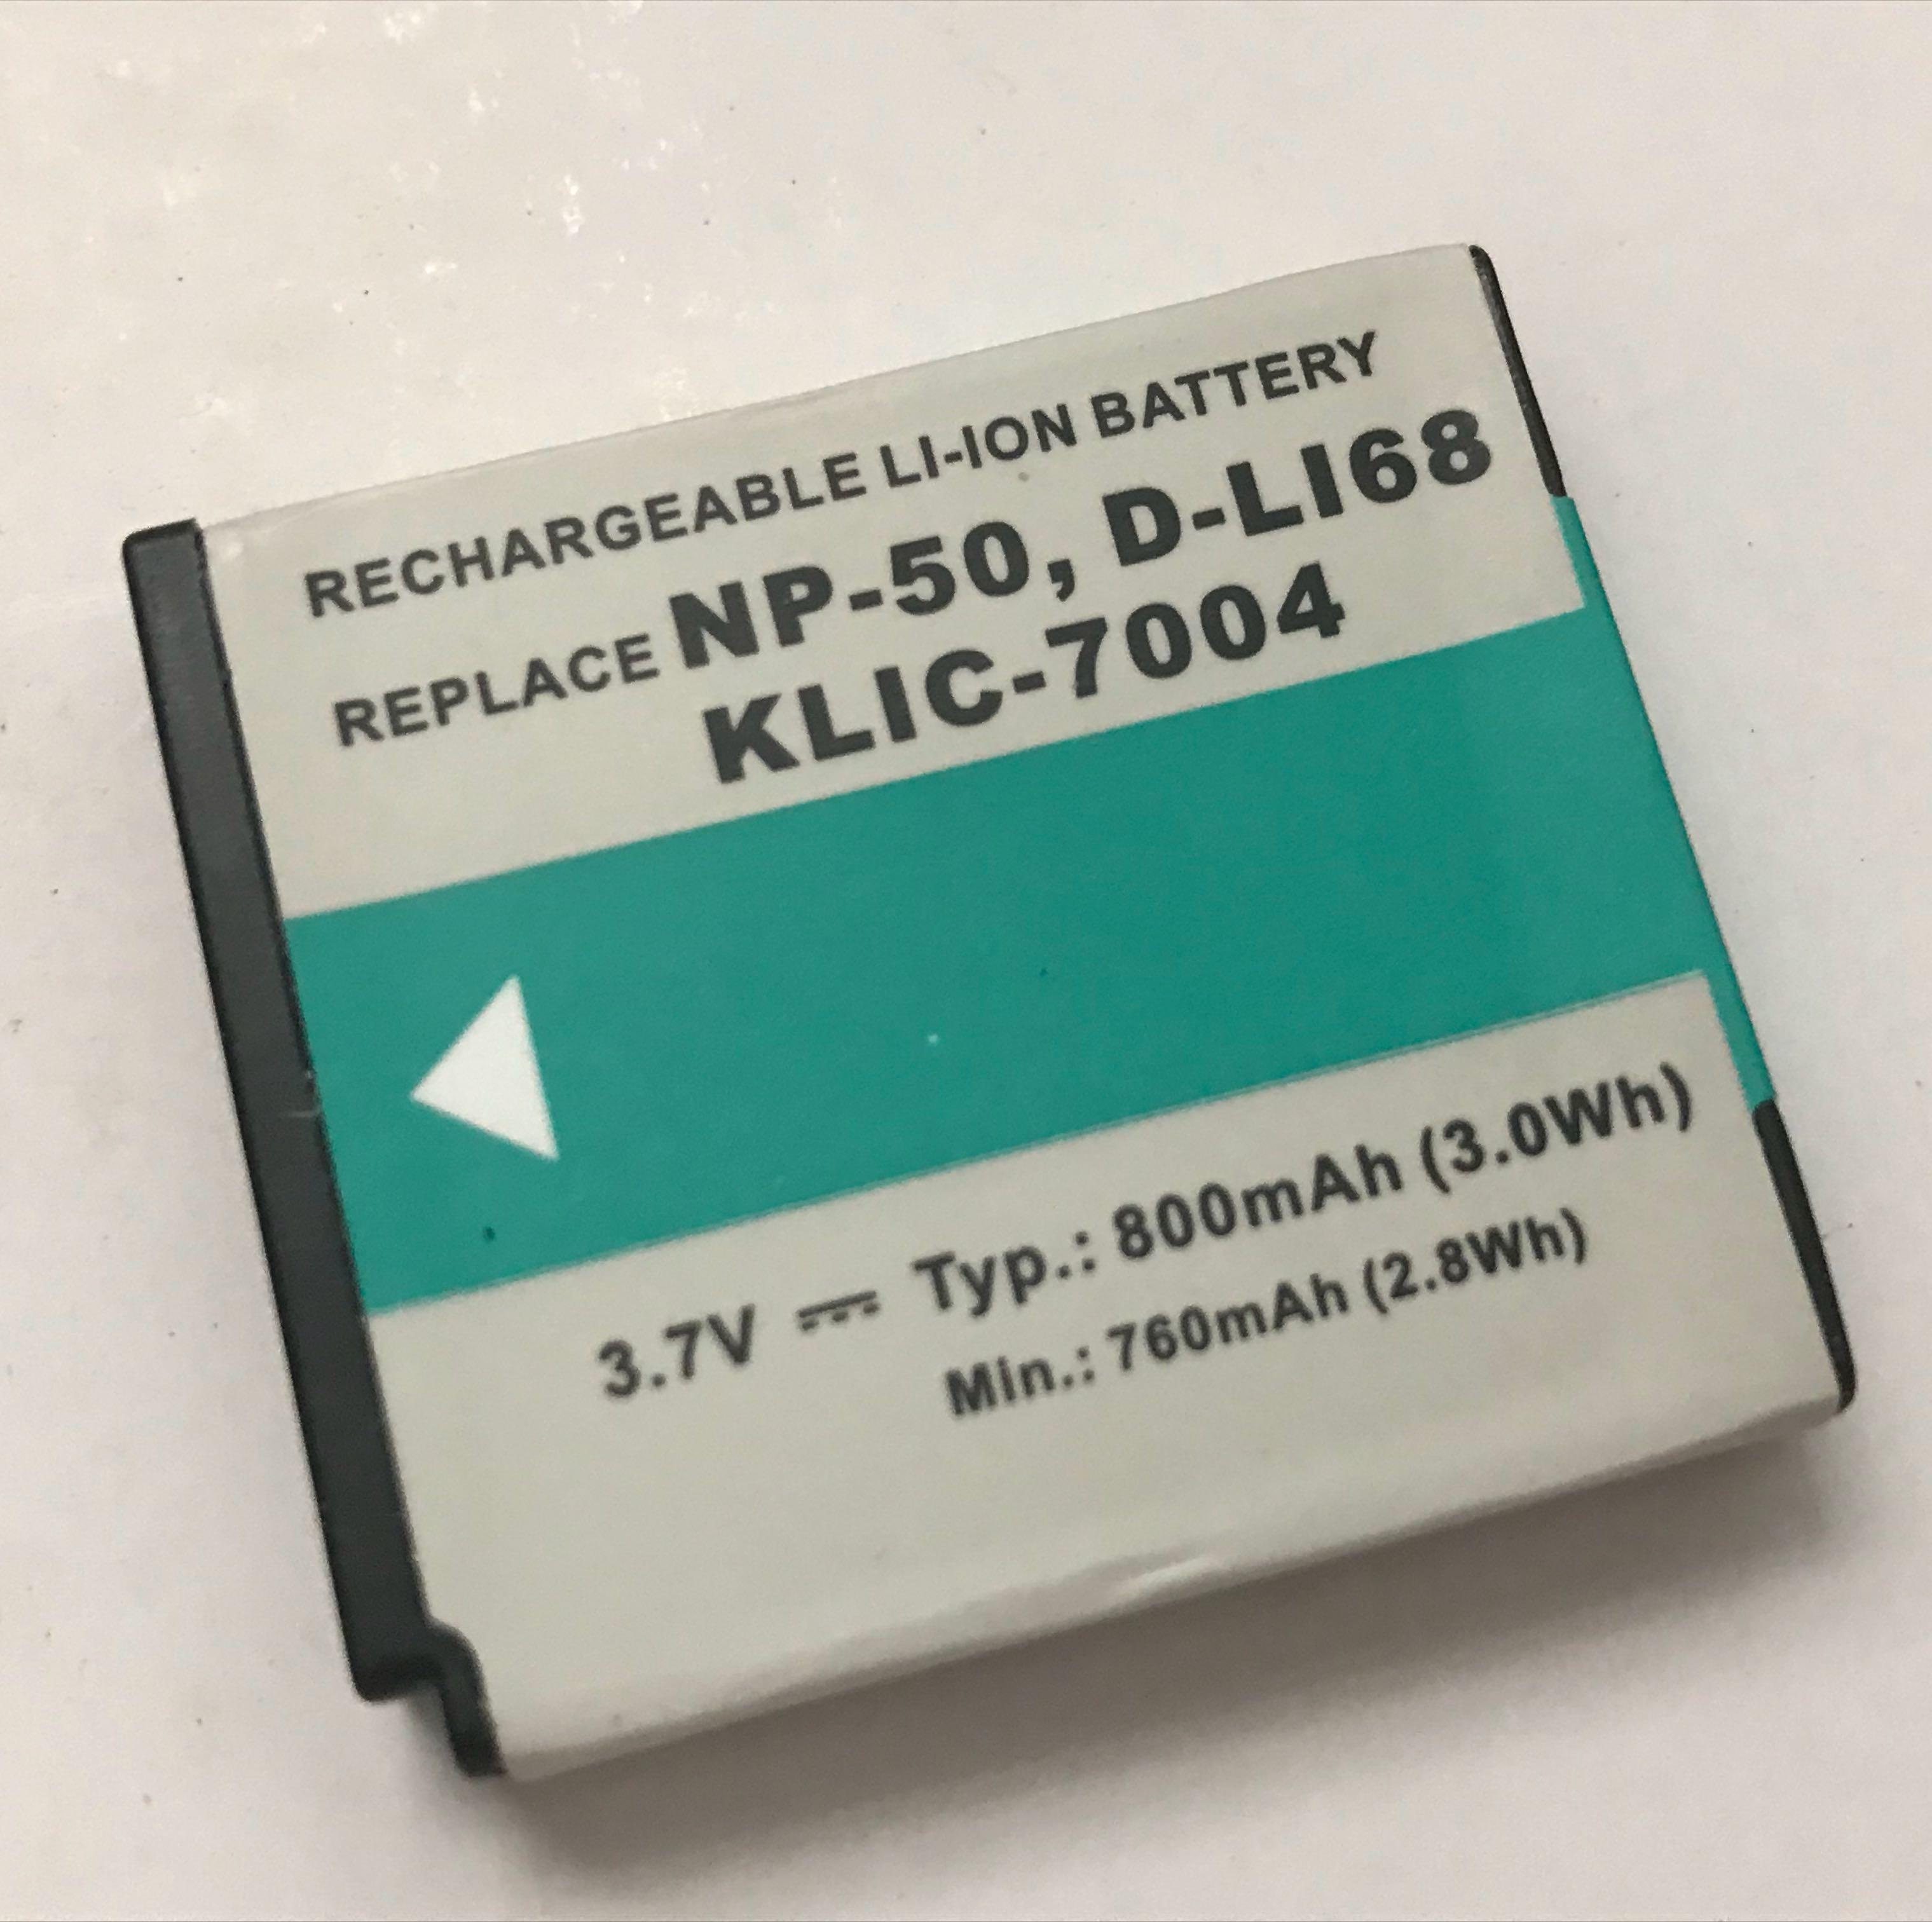 RECHARGEABLE LI-ION BATTERY
REPLACE NP-50, D-LI68
KLIC-7004
3.7V ⎓ Typ.: 800mAh (3.0Wh)
Min.: 760mAh (2.8Wh)